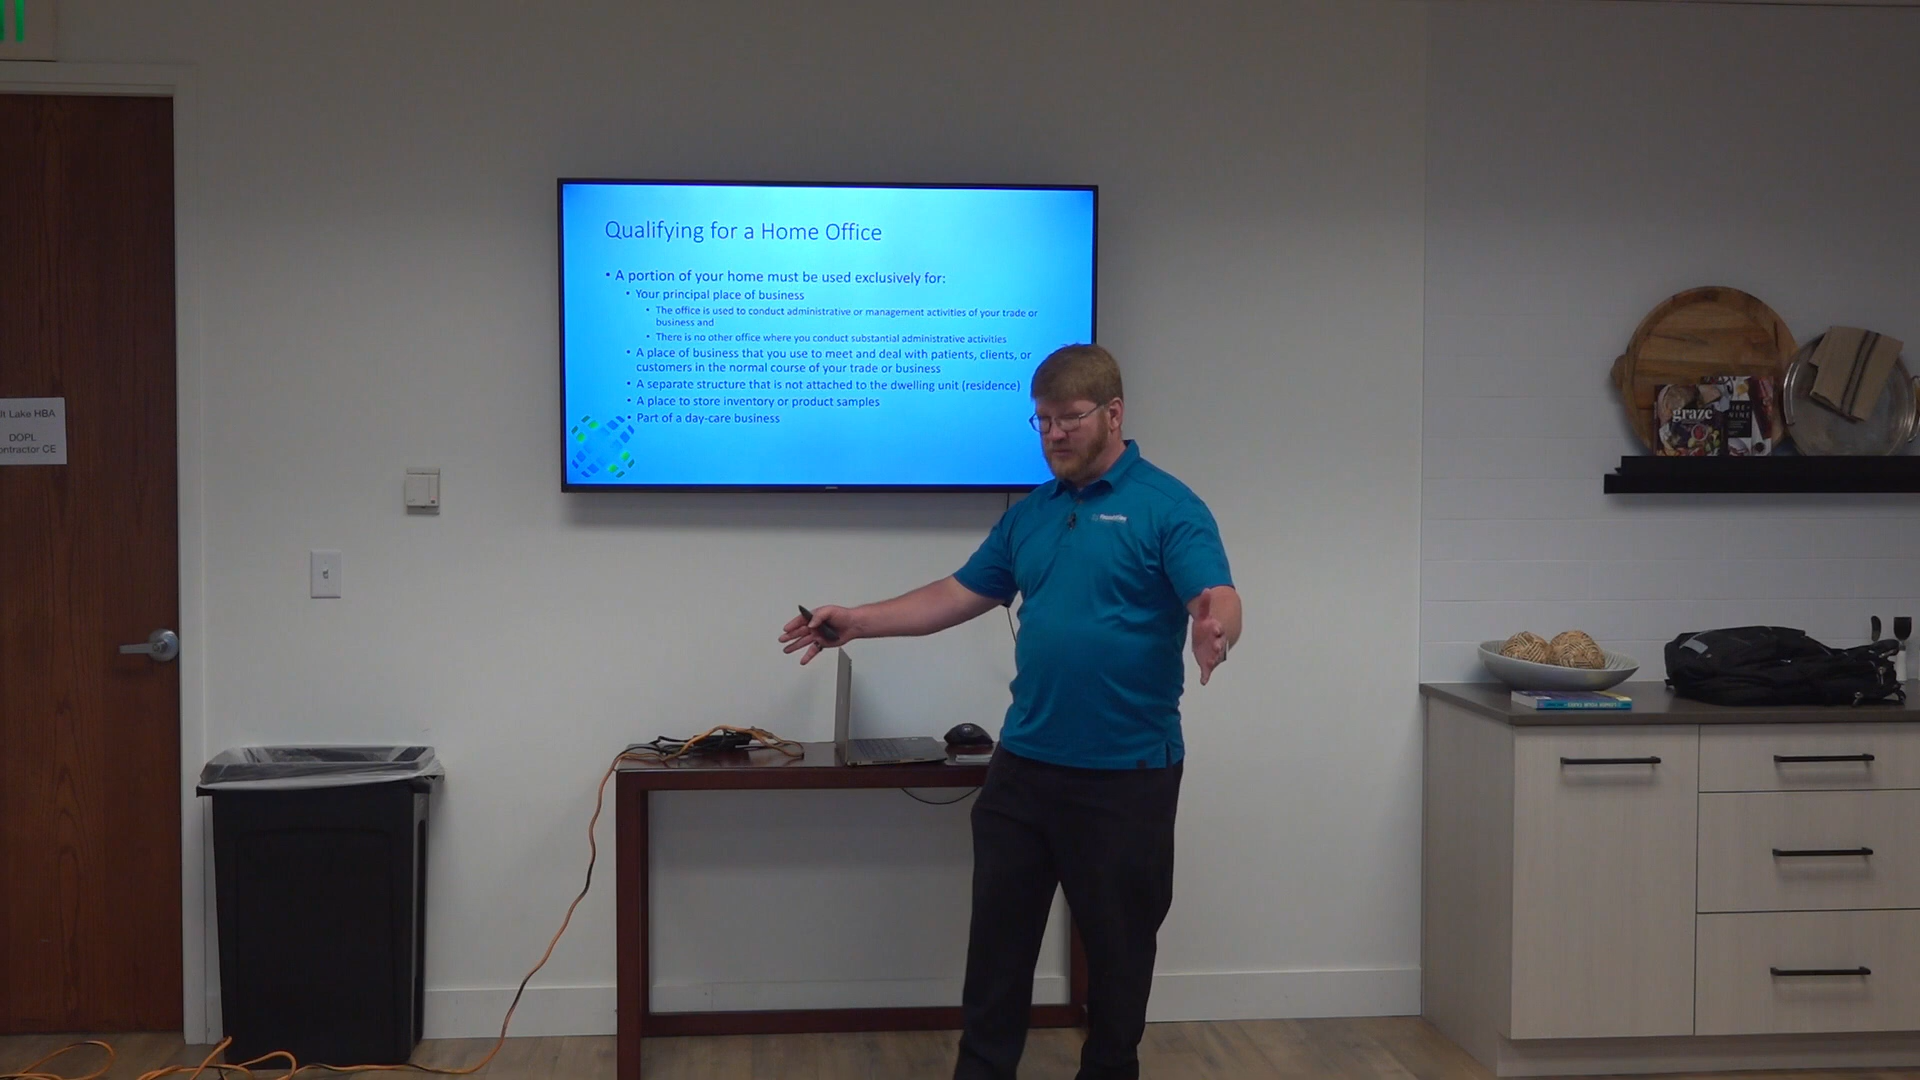 Qualifying for a Home Office
• A portion of your home must be used exclusively for:
• Your principal place of business
• The office is used to conduct administrative or management activities of your trade or
business and
• There is no other office where you conduct substantial administrative activities
• A place of business that you use to meet and deal with patients, clients, or
customers in the normal course of your trade or business
• A separate structure that is not attached to the dwelling unit (residence)
• A place to store inventory or product samples
• Part of a day-care business
lt Lake HBA
DOPL
ontractor CE
graze
WINE
LOWER YOUR TAXES